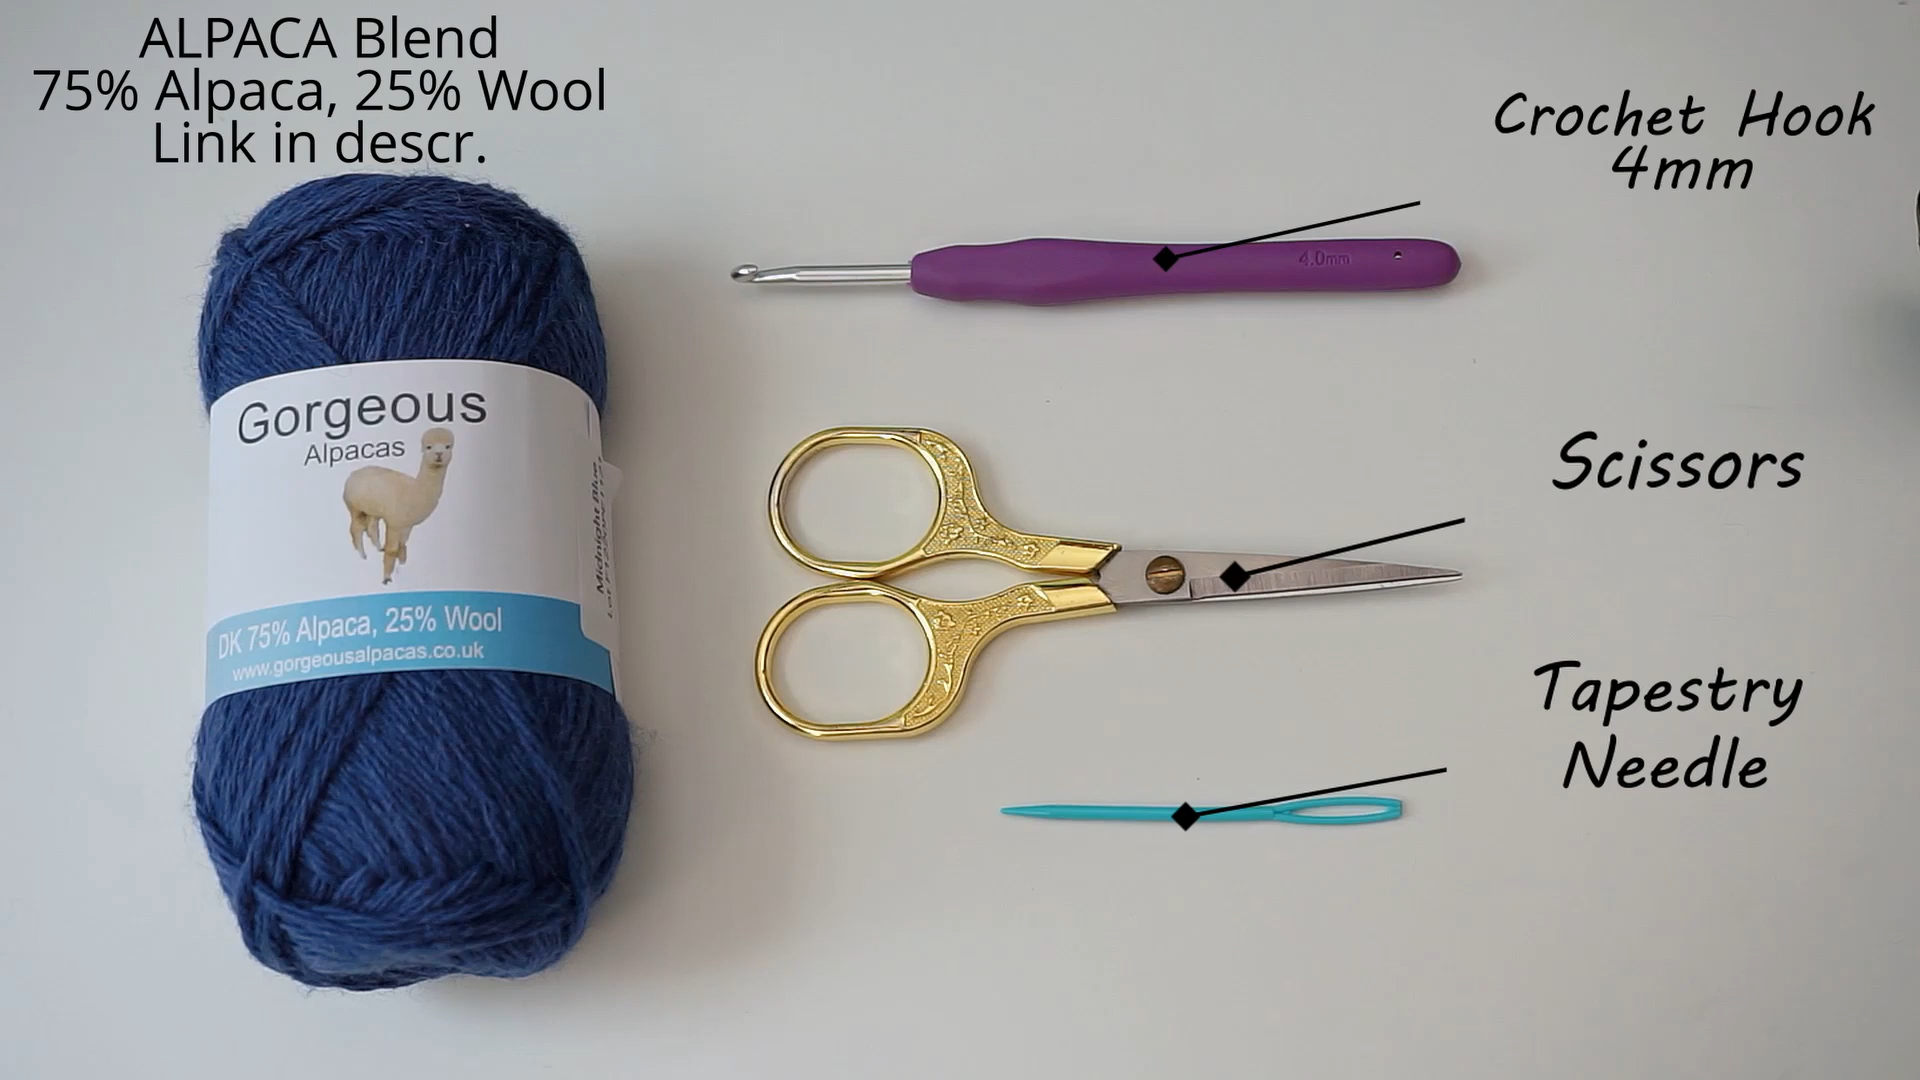 ALPACA Blend
75% Alpaca, 25% Wool
Link in descr.
Crochet Hook
4mm
4.0mm
Gorgeous
Alpacas
Midnight Blue
DK 75% Alpaca, 25% Wool
www.gorgeousalpacas.co.uk
Scissors
Tapestry
Needle